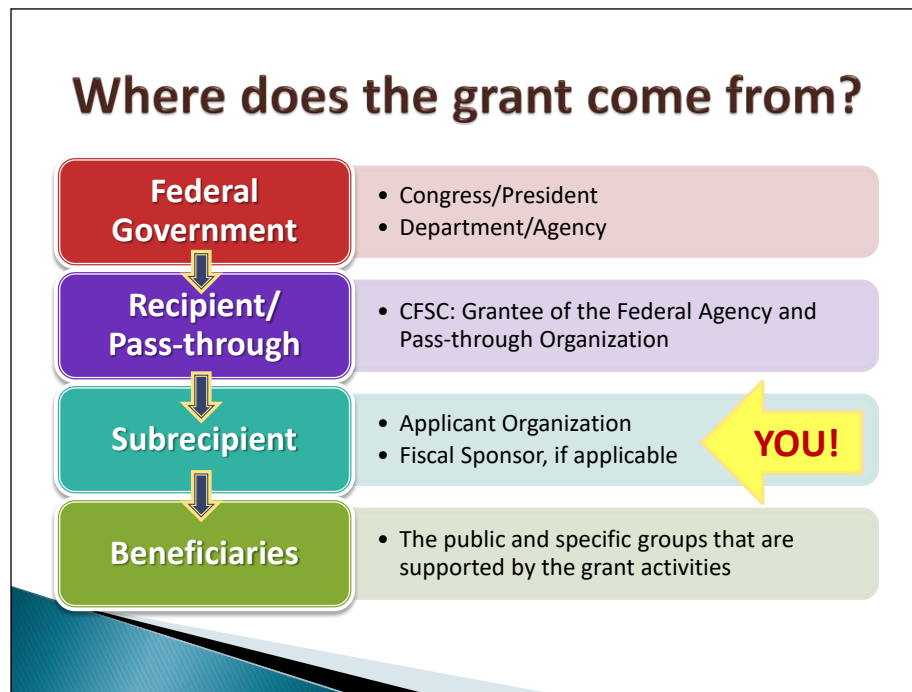 Where does the grant come from?
Federal
Government
• Congress/President
• Department/Agency
Recipient/
Pass-through
• CFSC: Grantee of the Federal Agency and
Pass-through Organization
Subrecipient
• Applicant Organization
• Fiscal Sponsor, if applicable
YOU!
Beneficiaries
• The public and specific groups that are
supported by the grant activities